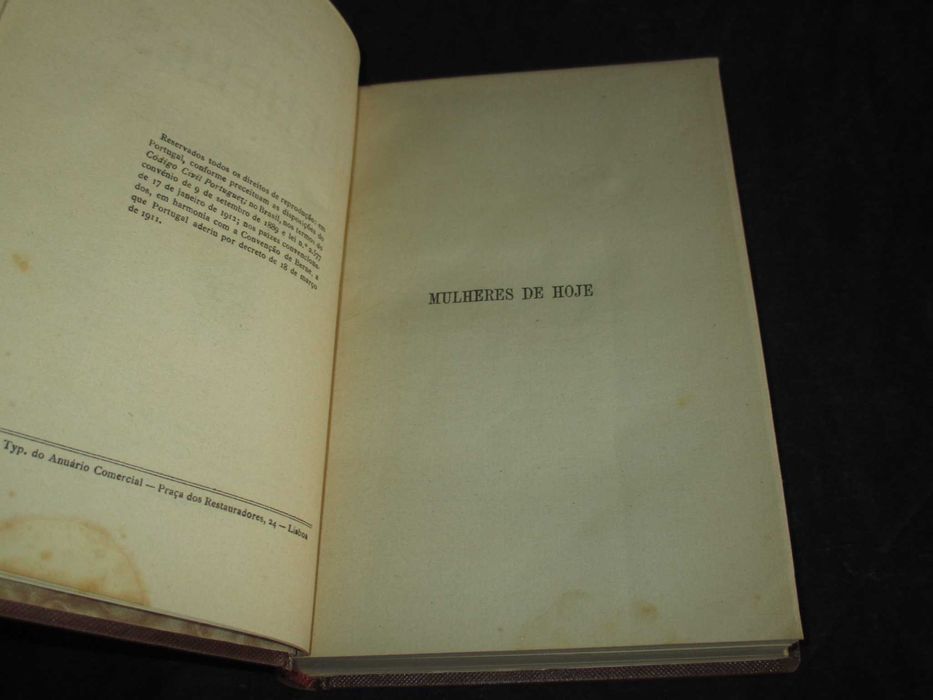 Reservados todos os direitos de reprodução, em
Portugal, conforme preceituam as disposições do
Código Civil Português; no Brasil, nos termos do
convénio de 9 de setembro de 1889 e lei n.º 2.577
de 17 de janeiro de 1912; nos países convenciona-
dos, em harmonia com a Convenção de Berne, a
que Portugal aderiu por decreto de 18 de março
de 1911.
Typ. do Anuário Comercial — Praça dos Restauradores, 24 — Lisboa
MULHERES DE HOJE